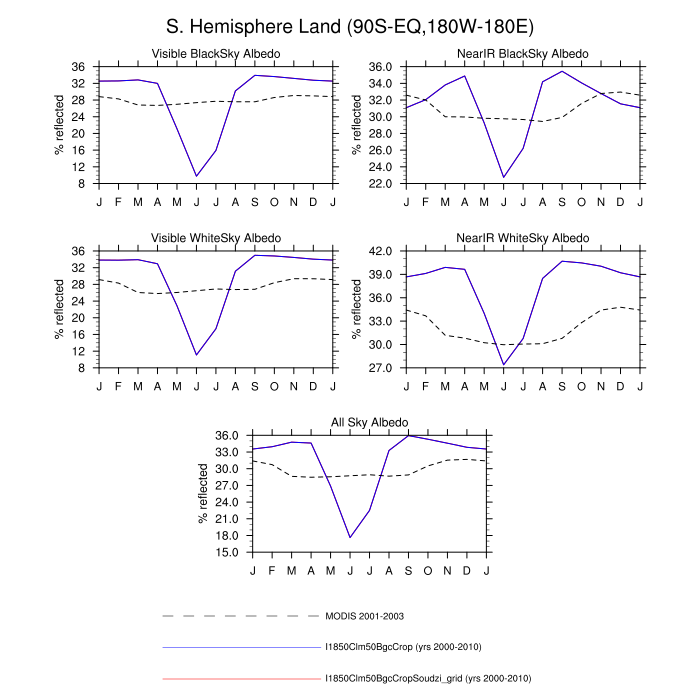 S. Hemisphere Land (90S-EQ,180W-180E)
Visible BlackSky Albedo
NearIR BlackSky Albedo
% reflected
36
32
28
24
20
16
12
8
J F M A M J J A S O N D J
% reflected
36.0
34.0
32.0
30.0
28.0
26.0
24.0
22.0
J F M A M J J A S O N D J
Visible WhiteSky Albedo
NearIR WhiteSky Albedo
% reflected
36
32
28
24
20
16
12
8
J F M A M J J A S O N D J
% reflected
42.0
39.0
36.0
33.0
30.0
27.0
J F M A M J J A S O N D J
All Sky Albedo
% reflected
36.0
33.0
30.0
27.0
24.0
21.0
18.0
15.0
J F M A M J J A S O N D J
MODIS 2001-2003
I1850Clm50BgcCrop (yrs 2000-2010)
I1850Clm50BgcCropSoudzi_grid (yrs 2000-2010)